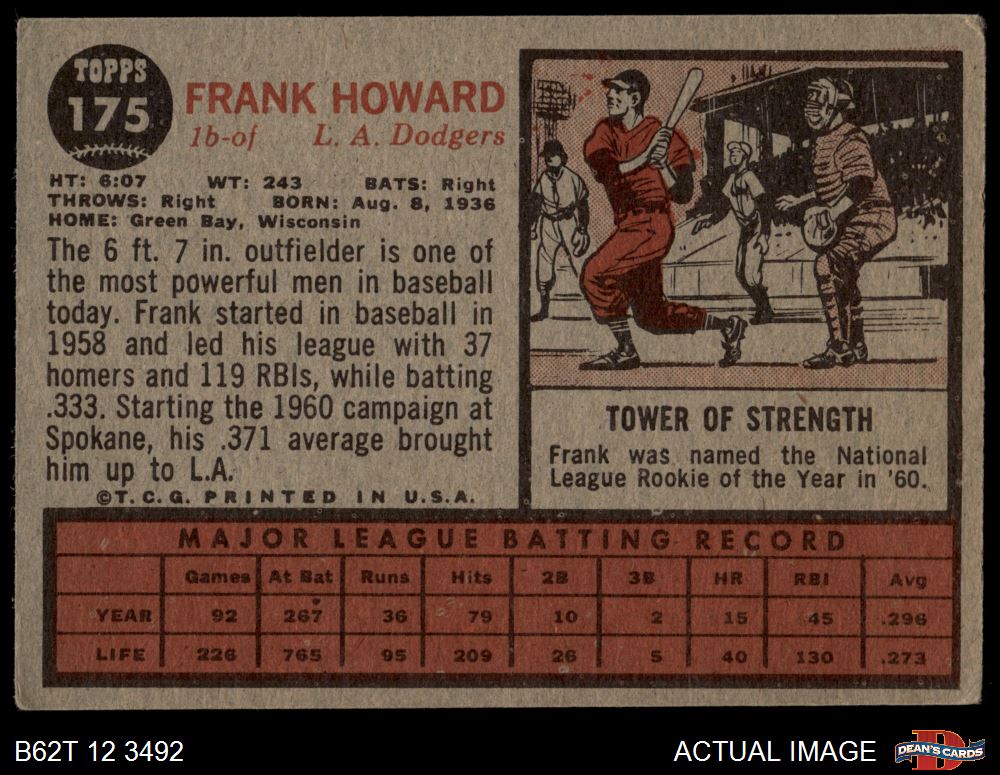 TOPPS
175
FRANK HOWARD
1b-of L. A. Dodgers
HT: 6:07 WT: 243 BATS: Right
THROWS: Right BORN: Aug. 8, 1936
HOME: Green Bay, Wisconsin
The 6 ft. 7 in. outfielder is one of
the most powerful men in baseball
today. Frank started in baseball in
1958 and led his league with 37
homers and 119 RBIs, while batting
.333. Starting the 1960 campaign at
Spokane, his .371 average brought
him up to L.A.
©T.C.G. PRINTED IN U.S.A.
TOWER OF STRENGTH
Frank was named the National
League Rookie of the Year in '60.
MAJOR LEAGUE BATTING RECORD
Games At Bat Runs Hits 2B 3B HR RBI Avg
YEAR 92 267 36 79 10 2 15 45 .296
LIFE 226 765 95 209 26 5 40 130 .273
B62T 12 3492
ACTUAL IMAGE
D
DEAN'S CARDS